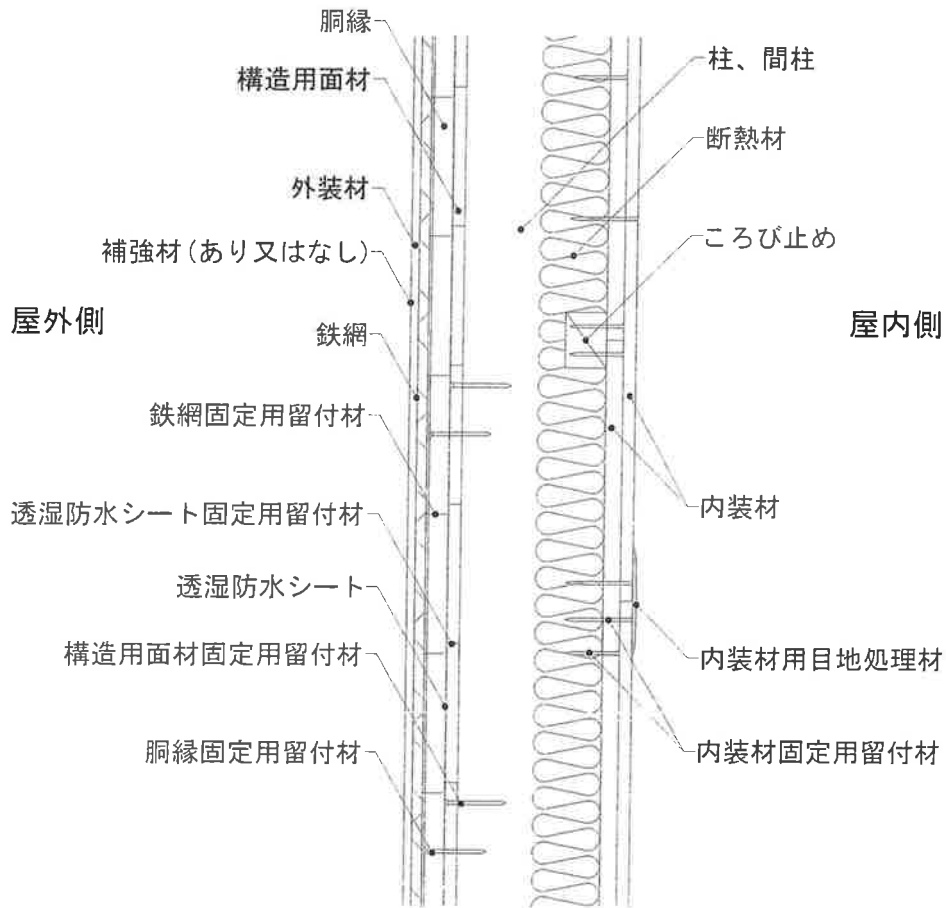 胴縁
構造用面材
外装材
補強材(あり又はなし)
屋外側
鉄網
鉄網固定用留付材
透湿防水シート固定用留付材
透湿防水シート
構造用面材固定用留付材
胴縁固定用留付材
柱、間柱
断熱材
ころび止め
屋内側
内装材
内装材用目地処理材
内装材固定用留付材